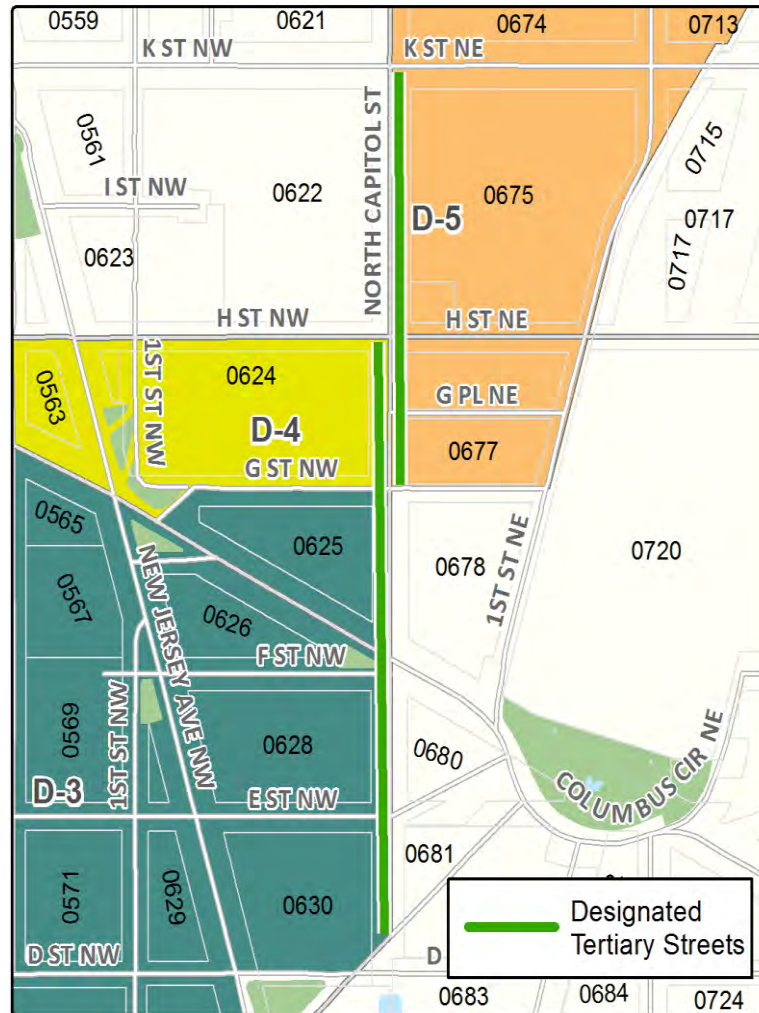 0559
0621
0674
0713
K ST NW
K ST NE
0561
0715
NORTH CAPITOL ST
I ST NW
0622
0675
0717
0717
D-5
0623
H ST NW
H ST NE
1ST ST NW
0624
0563
G PL NE
D-4
0677
G ST NW
0565
0625
0678
0720
1ST ST NE
NEW JERSEY AVE NW
0567
0626
F ST NW
0569
1ST ST NW
0628
0680
COLUMBUS CIR NE
D-3
E ST NW
0681
0571
0629
0630
Designated
Tertiary Streets
D ST NW
D
0683
0684
0724